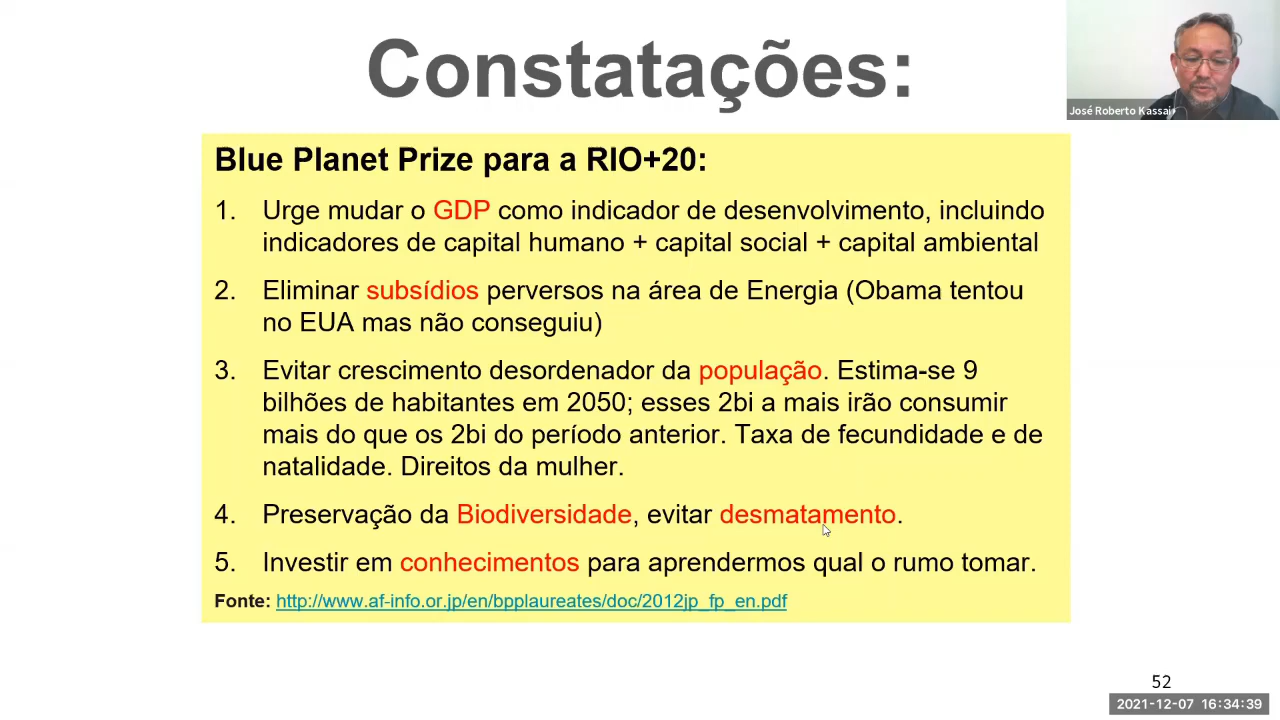 Constatações:
José Roberto Kassai
Blue Planet Prize para a RIO+20:
1. Urge mudar o GDP como indicador de desenvolvimento, incluindo
indicadores de capital humano + capital social + capital ambiental
2. Eliminar subsídios perversos na área de Energia (Obama tentou
no EUA mas não conseguiu)
3. Evitar crescimento desordenador da população. Estima-se 9
bilhões de habitantes em 2050; esses 2bi a mais irão consumir
mais do que os 2bi do período anterior. Taxa de fecundidade e de
natalidade. Direitos da mulher.
4. Preservação da Biodiversidade, evitar desmatamento.
5. Investir em conhecimentos para aprendermos qual o rumo tomar.
Fonte: http://www.af-info.or.jp/en/bpplaureates/doc/2012jp_fp_en.pdf
52
2021-12-07 16:34:39